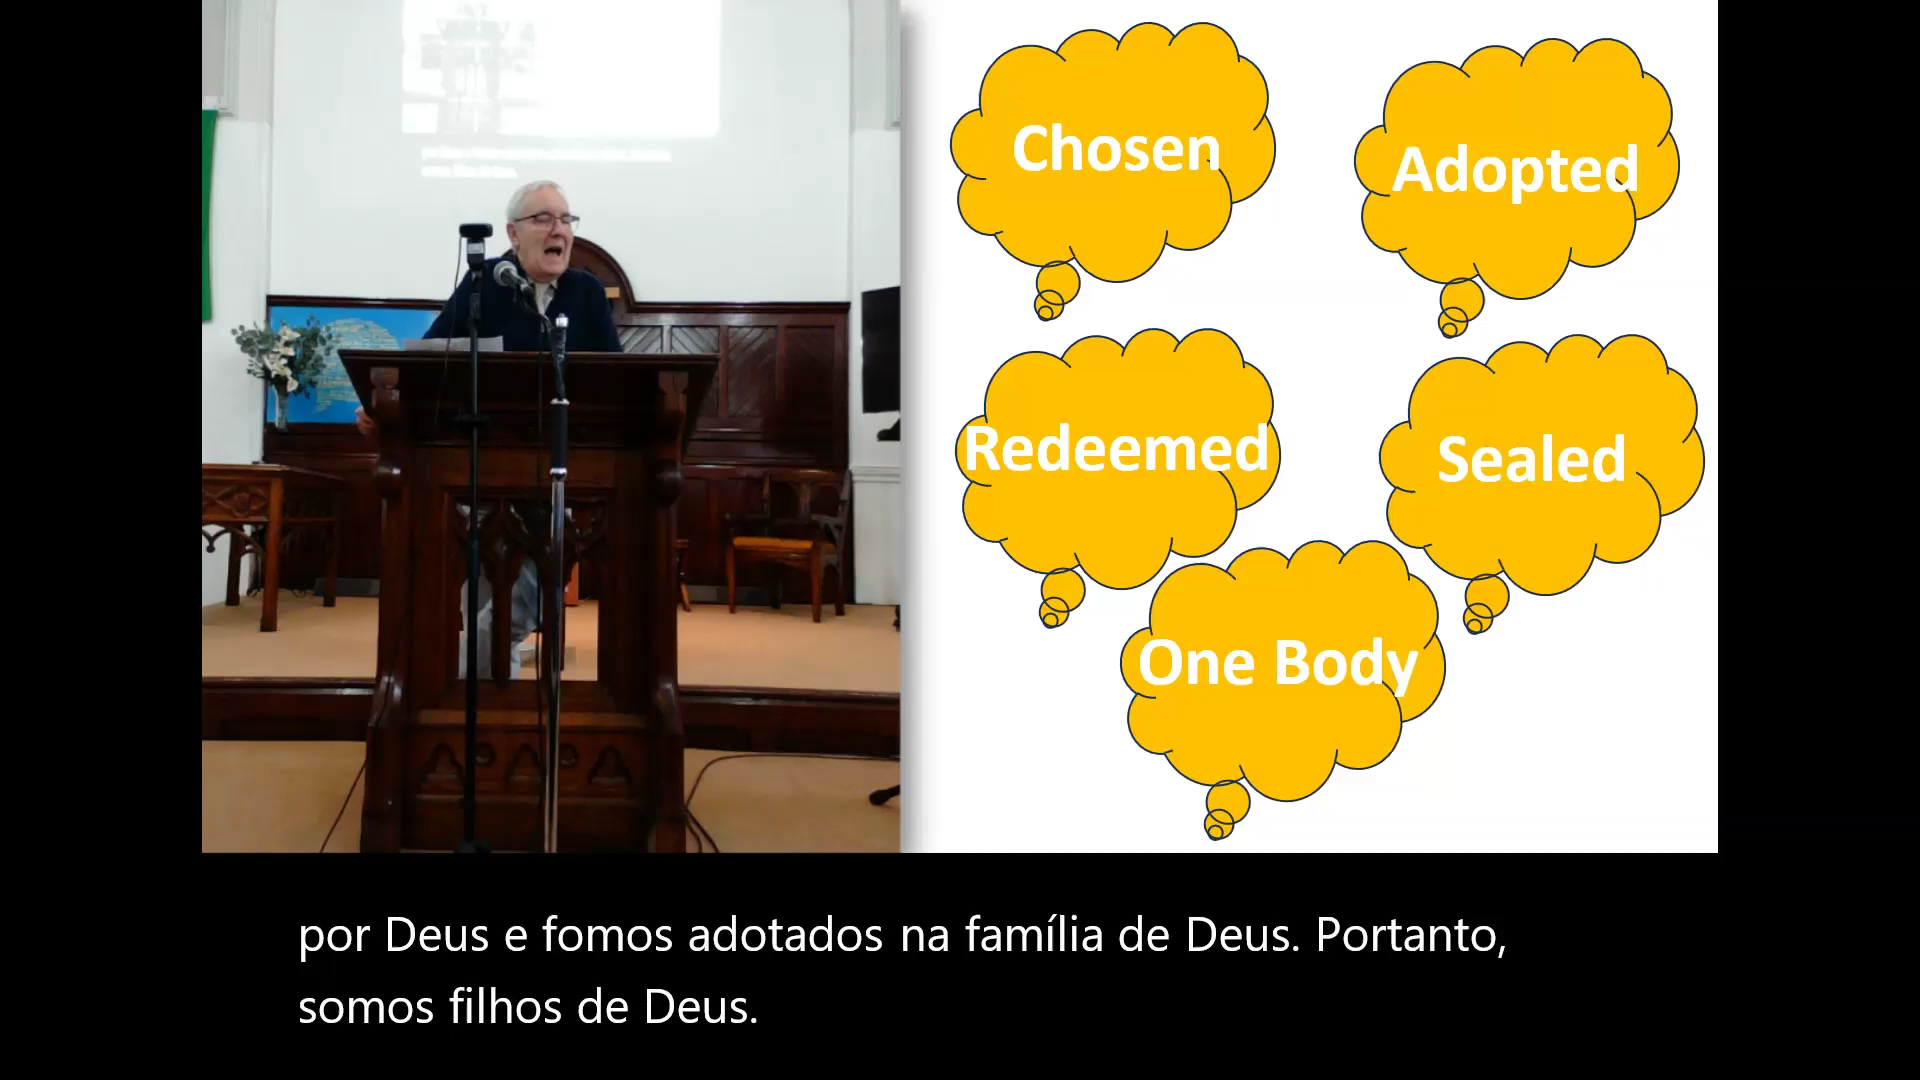 Chosen
Adopted
Redeemed
Sealed
One Body
por Deus e fomos adotados na família de Deus. Portanto,
somos filhos de Deus.